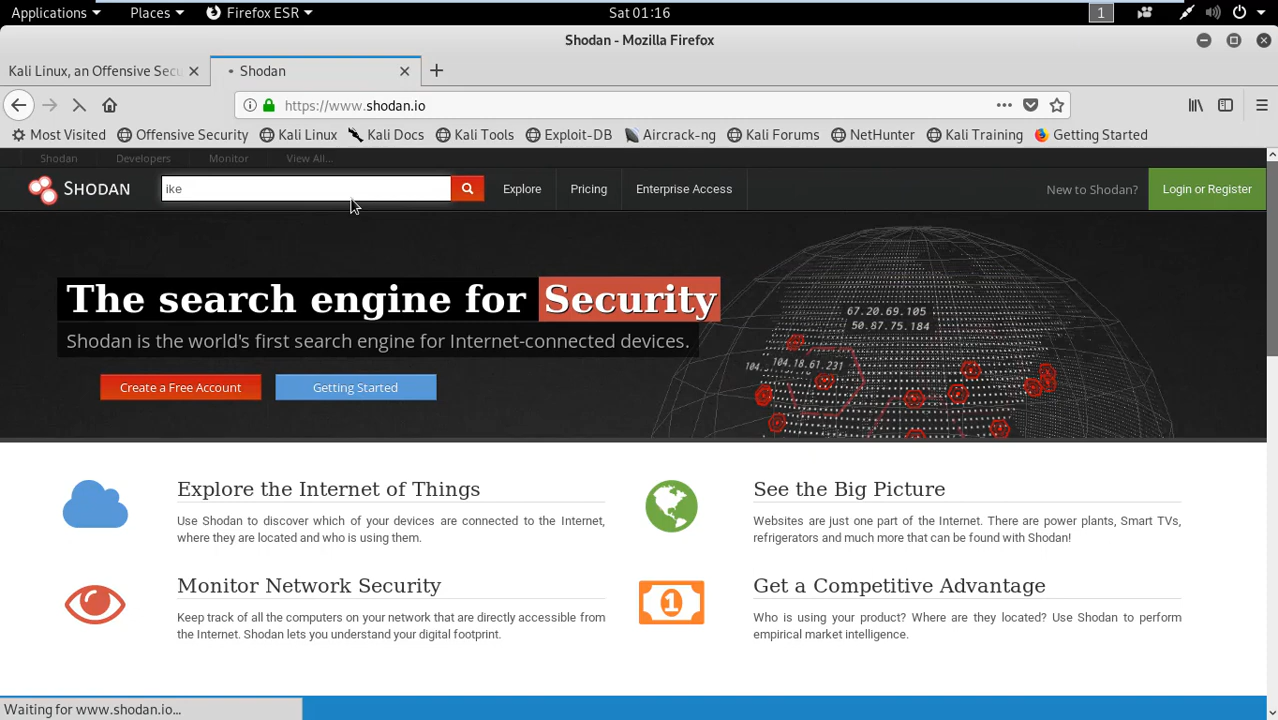 Applications Places Firefox ESR Sat 01:16 1
Shodan - Mozilla Firefox
Kali Linux, an Offensive Secu Shodan
https://www.shodan.io
Most Visited Offensive Security Kali Linux Kali Docs Kali Tools Exploit-DB Aircrack-ng Kali Forums NetHunter Kali Training Getting Started
Shodan Developers Monitor View All...
SHODAN ike Explore Pricing Enterprise Access New to Shodan? Login or Register
The search engine for Security
Shodan is the world's first search engine for Internet-connected devices.
Create a Free Account Getting Started
67.20.69.105
50.87.75.184
104. 104.18.61.231
Explore the Internet of Things
Use Shodan to discover which of your devices are connected to the Internet,
where they are located and who is using them.
See the Big Picture
Websites are just one part of the Internet. There are power plants, Smart TVs,
refrigerators and much more that can be found with Shodan!
Monitor Network Security
Keep track of all the computers on your network that are directly accessible from
the Internet. Shodan lets you understand your digital footprint.
1
Get a Competitive Advantage
Who is using your product? Where are they located? Use Shodan to perform
empirical market intelligence.
Waiting for www.shodan.io...